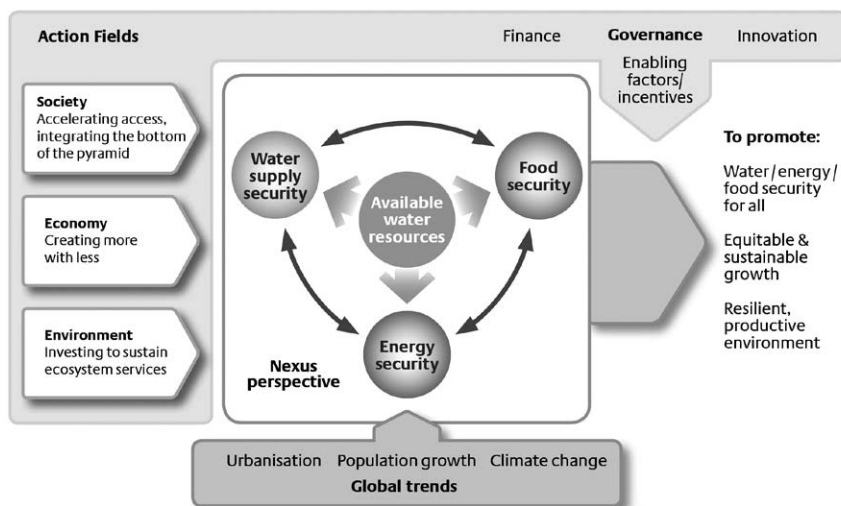 Action Fields
Finance
Governance
Innovation
Enabling
factors/
incentives
Society
Accelerating access,
integrating the bottom
of the pyramid
Economy
Creating more
with less
Environment
Investing to sustain
ecosystem services
Water
supply
security
Food
security
Available
water
resources
Energy
security
Nexus
perspective
To promote:
Water/energy/
food security
for all
Equitable &
sustainable
growth
Resilient,
productive
environment
Urbanisation
Population growth
Climate change
Global trends